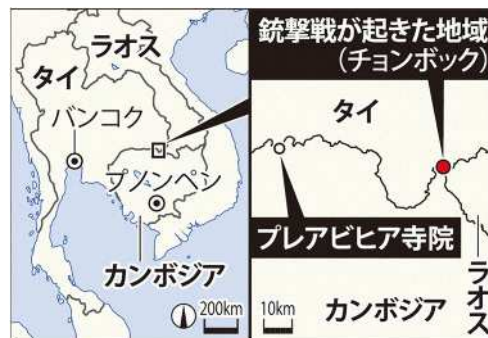 ラオス
タイ
バンコク
プノンペン
カンボジア
200km
銃撃戦が起きた地域
(チョンボック)
タイ
プレアビヒア寺院
ラオス
カンボジア
10km